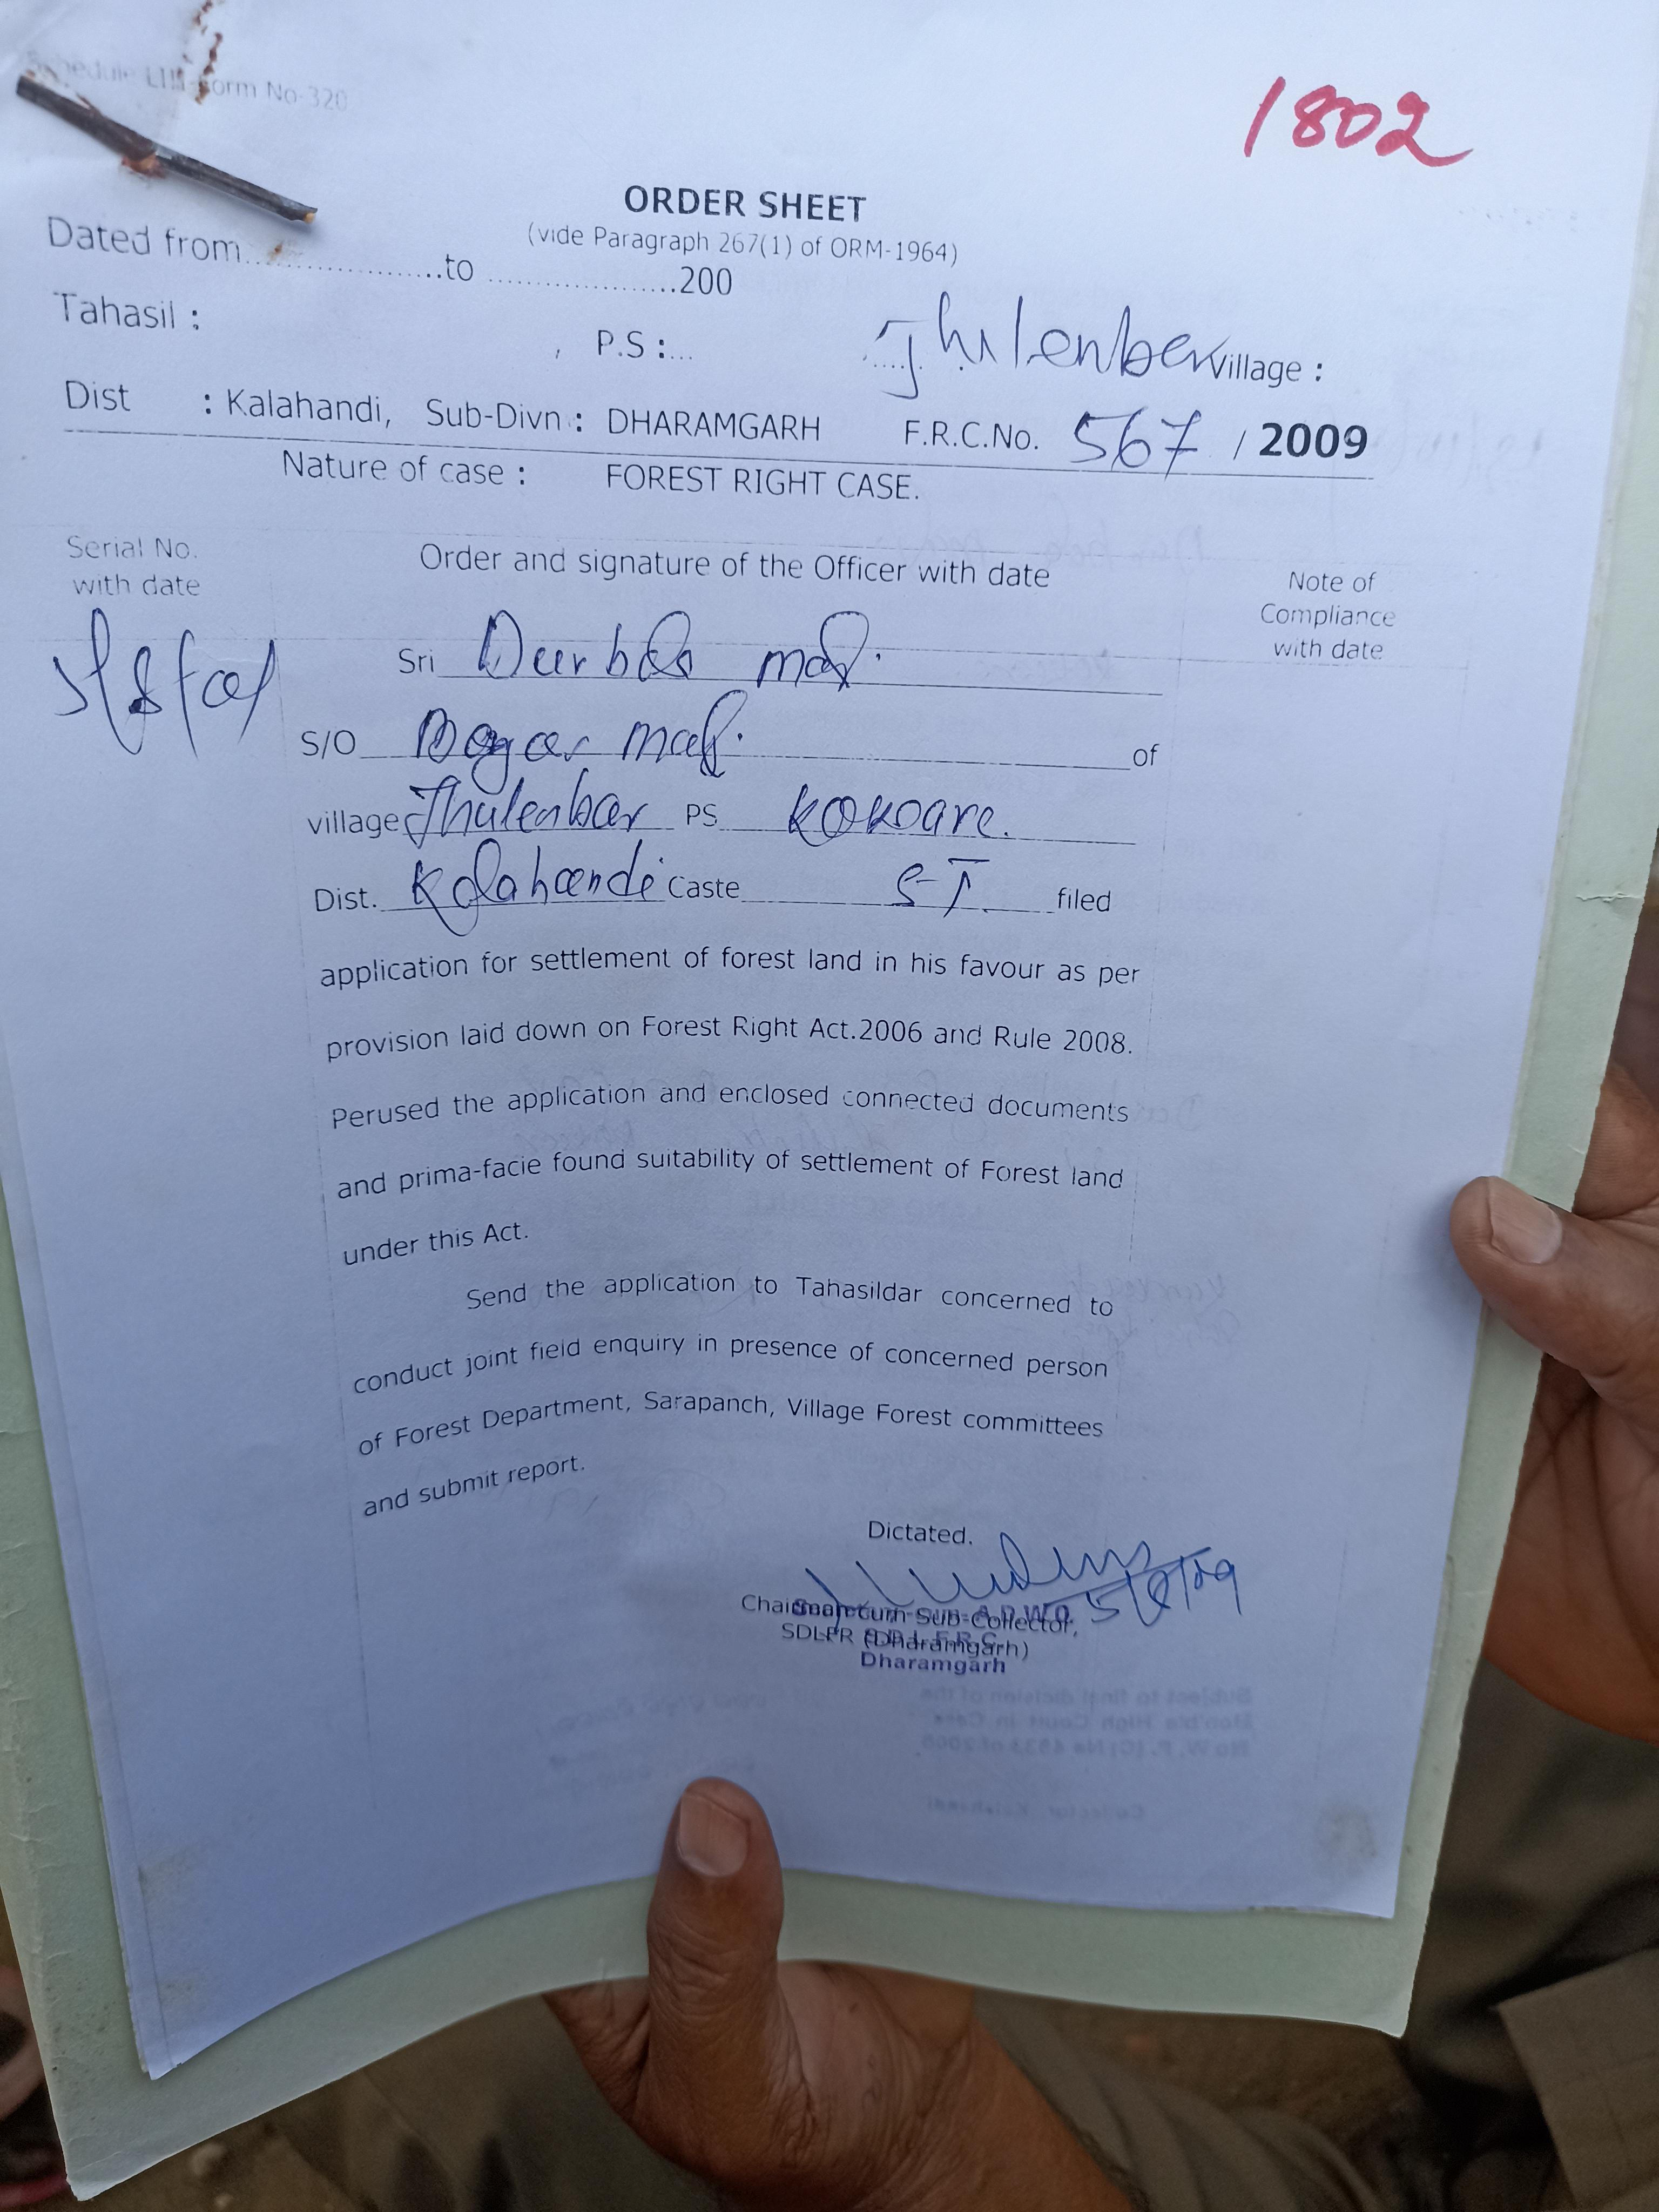 Schedule LIII-Form No-320
1802
ORDER SHEET
(vide Paragraph 267(1) of ORM-1964)
Dated from....................to ....................200
Tahasil :
, P.S :... Jhulenbar Village :
Dist : Kalahandi, Sub-Divn : DHARAMGARH F.R.C.No. 567 / 2009
Nature of case : FOREST RIGHT CASE.
Serial No. with date
Order and signature of the Officer with date
Note of Compliance with date
Sri Durbal
S/O of
village Jhulenbar PS Koksara.
Dist. Kalahandi Caste ST filed
application for settlement of forest land in his favour as per
provision laid down on Forest Right Act.2006 and Rule 2008.
Perused the application and enclosed connected documents
and prima-facie found suitability of settlement of Forest land
under this Act.
Send the application to Tahasildar concerned to
conduct joint field enquiry in presence of concerned person
of Forest Department, Sarapanch, Village Forest committees
and submit report.
Dictated.
5/8/09
Chairman-cum-Sub-Collector,
SDLFR (Dharamgarh)
Dharamgarh